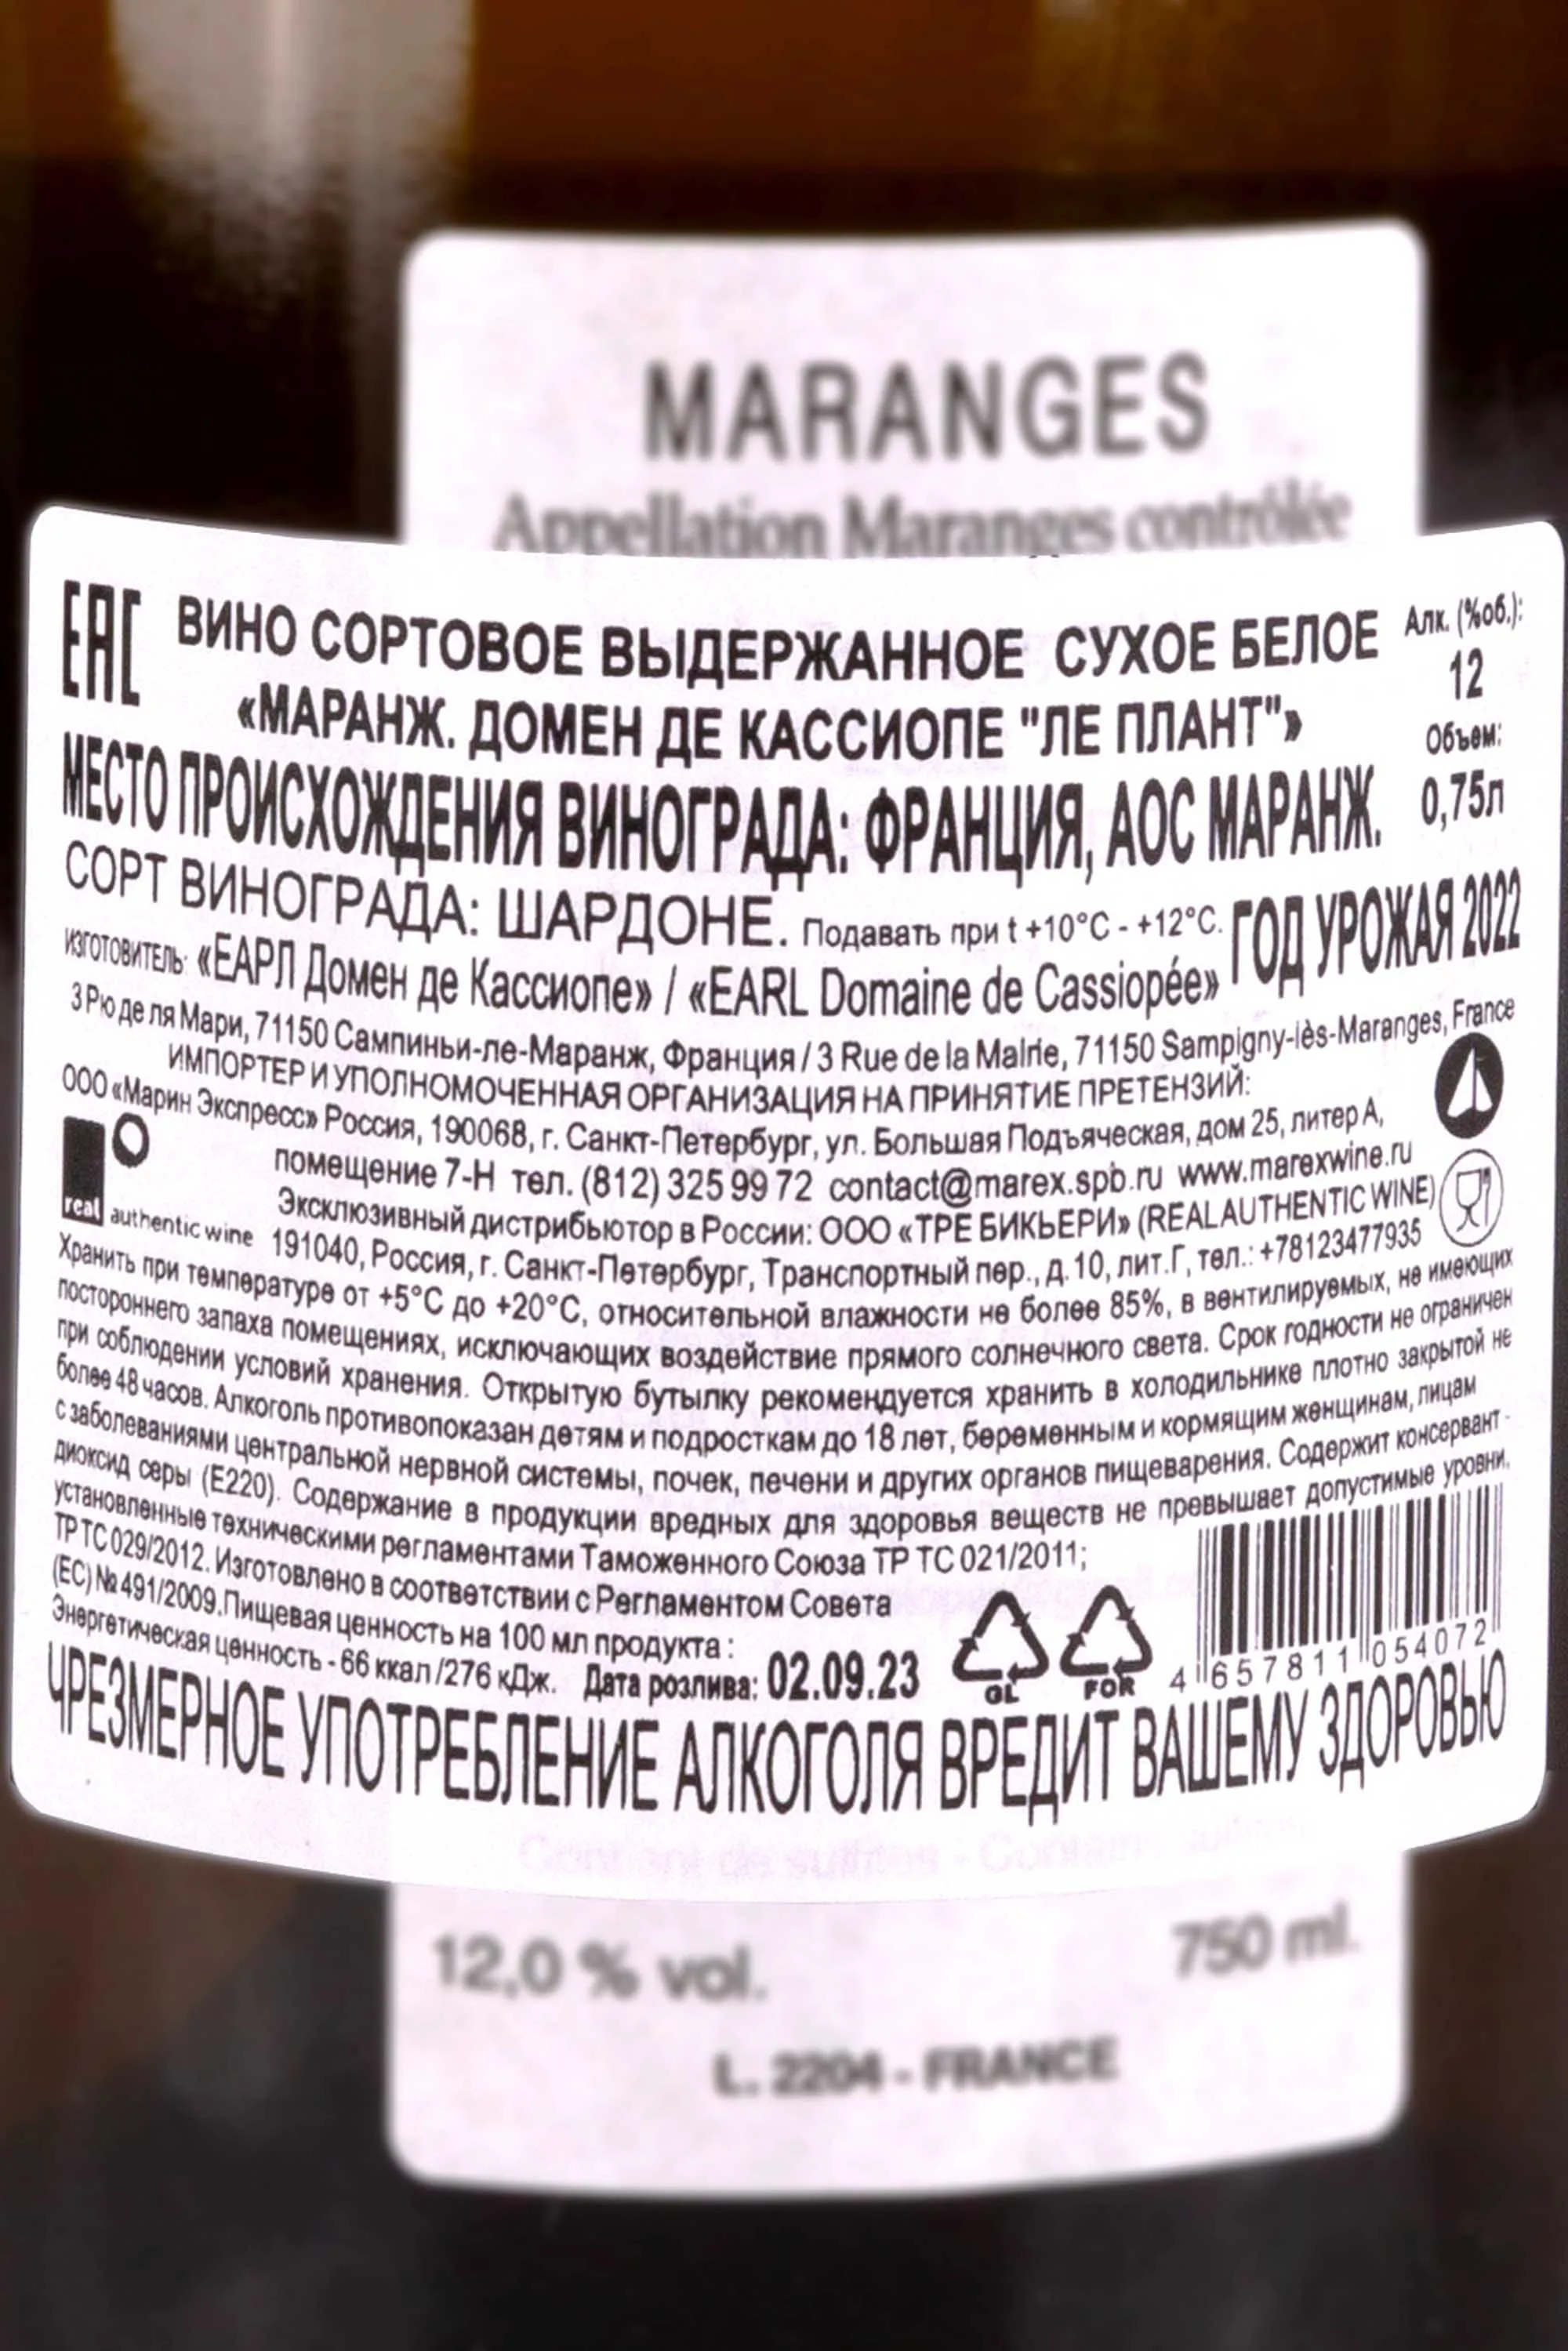 MARANGES
Appellation Maranges contrôlée
ЕАС
ВИНО СОРТОВОЕ ВЫДЕРЖАННОЕ СУХОЕ БЕЛОЕ
«МАРАНЖ. ДОМЕН ДЕ КАССИОПЕ "ЛЕ ПЛАНТ"»
Алк. (%об.):
12
Объем:
0,75л
МЕСТО ПРОИСХОЖДЕНИЯ ВИНОГРАДА: ФРАНЦИЯ, АОС МАРАНЖ.
СОРТ ВИНОГРАДА: ШАРДОНЕ. Подавать при t +10°C - +12°C. ГОД УРОЖАЯ 2022
ИЗГОТОВИТЕЛЬ: «ЕАРЛ Домен де Кассиопе» / «EARL Domaine de Cassiopée»
3 Рю де ля Мари, 71150 Сампиньи-ле-Маранж, Франция / 3 Rue de la Mairie, 71150 Sampigny-lès-Maranges, France
ИМПОРТЕР И УПОЛНОМОЧЕННАЯ ОРГАНИЗАЦИЯ НА ПРИНЯТИЕ ПРЕТЕНЗИЙ:
ООО «Марин Экспресс» Россия, 190068, г. Санкт-Петербург, ул. Большая Подъяческая, дом 25, литер А,
помещение 7-Н тел. (812) 325 99 72 contact@marex.spb.ru www.marexwine.ru
Эксклюзивный дистрибьютор в России: ООО «ТРЕ БИКЬЕРИ» (REALAUTHENTIC WINE)
191040, Россия, г. Санкт-Петербург, Транспортный пер., д. 10, лит.Г, тел.: +78123477935
real authentic wine
Хранить при температуре от +5°C до +20°C, относительной влажности не более 85%, в вентилируемых, не имеющих
постороннего запаха помещениях, исключающих воздействие прямого солнечного света. Срок годности не ограничен
при соблюдении условий хранения. Открытую бутылку рекомендуется хранить в холодильнике плотно закрытой не
более 48 часов. Алкоголь противопоказан детям и подросткам до 18 лет, беременным и кормящим женщинам, лицам
с заболеваниями центральной нервной системы, почек, печени и других органов пищеварения. Содержит консервант -
диоксид серы (Е220). Содержание в продукции вредных для здоровья веществ не превышает допустимые уровни,
установленные техническими регламентами Таможенного Союза ТР ТС 021/2011;
ТР ТС 029/2012. Изготовлено в соответствии с Регламентом Совета
(ЕС) № 491/2009. Пищевая ценность на 100 мл продукта :
Энергетическая ценность - 66 ккал /276 кДж. Дата розлива: 02.09.23
GL
FOR
4 657811 054072
ЧРЕЗМЕРНОЕ УПОТРЕБЛЕНИЕ АЛКОГОЛЯ ВРЕДИТ ВАШЕМУ ЗДОРОВЬЮ
12,0 % vol.
750 ml.
L. 2204 - FRANCE